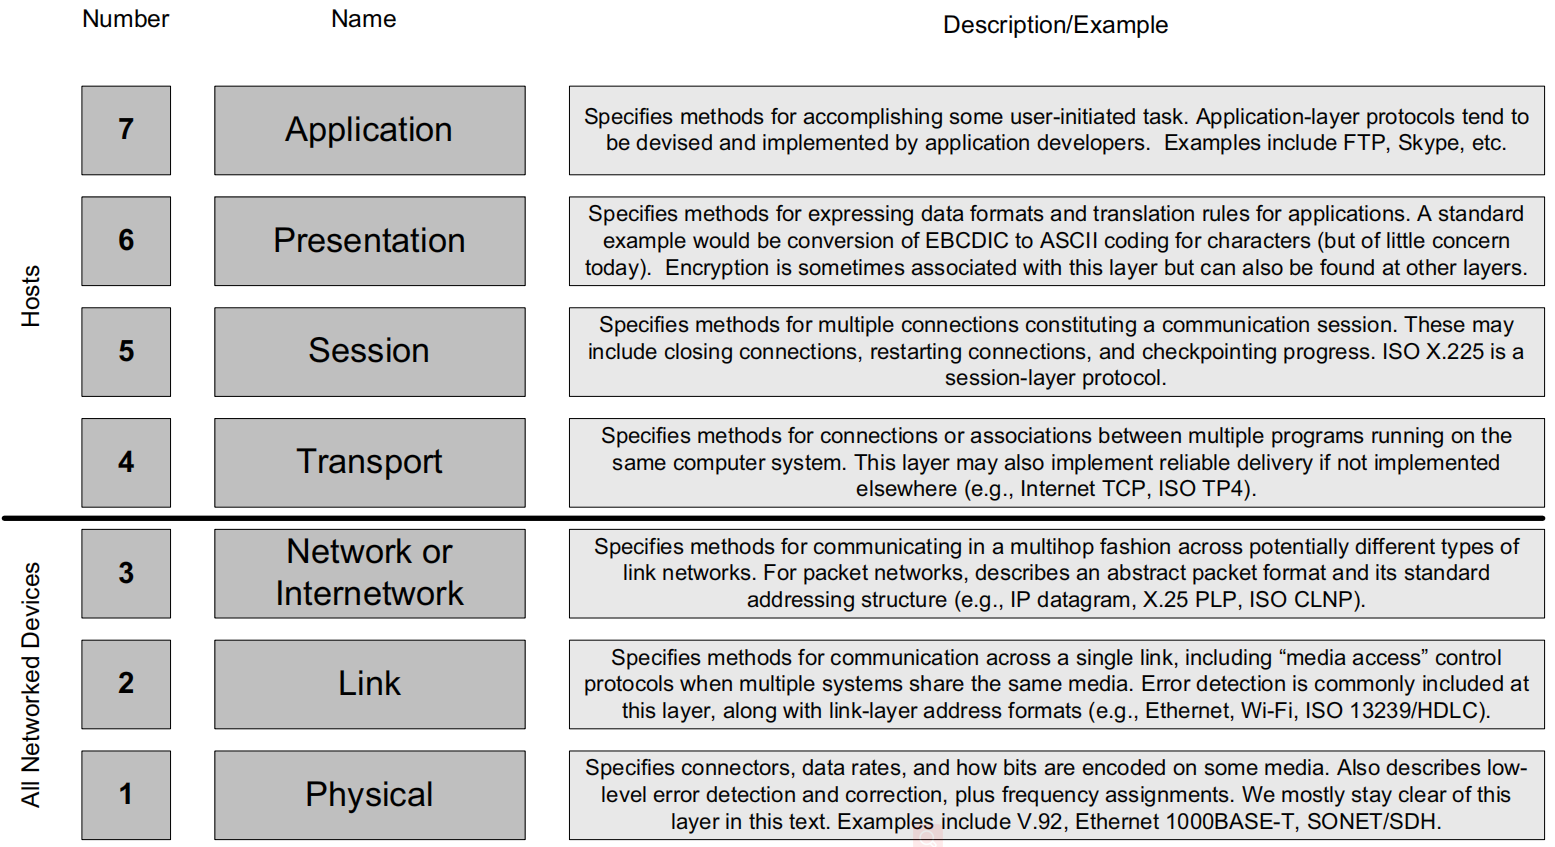 Number
Name
Description/Example
7
Application
Specifies methods for accomplishing some user-initiated task. Application-layer protocols tend to
be devised and implemented by application developers.  Examples include FTP, Skype, etc.
6
Presentation
Specifies methods for expressing data formats and translation rules for applications. A standard
example would be conversion of EBCDIC to ASCII coding for characters (but of little concern
today).  Encryption is sometimes associated with this layer but can also be found at other layers.
Hosts
5
Session
Specifies methods for multiple connections constituting a communication session. These may
include closing connections, restarting connections, and checkpointing progress. ISO X.225 is a
session-layer protocol.
4
Transport
Specifies methods for connections or associations between multiple programs running on the
same computer system. This layer may also implement reliable delivery if not implemented
elsewhere (e.g., Internet TCP, ISO TP4).
3
Network or
Internetwork
Specifies methods for communicating in a multihop fashion across potentially different types of
link networks. For packet networks, describes an abstract packet format and its standard
addressing structure (e.g., IP datagram, X.25 PLP, ISO CLNP).
All Networked Devices
2
Link
Specifies methods for communication across a single link, including “media access” control
protocols when multiple systems share the same media. Error detection is commonly included at
this layer, along with link-layer address formats (e.g., Ethernet, Wi-Fi, ISO 13239/HDLC).
1
Physical
Specifies connectors, data rates, and how bits are encoded on some media. Also describes low-
level error detection and correction, plus frequency assignments. We mostly stay clear of this
layer in this text. Examples include V.92, Ethernet 1000BASE-T, SONET/SDH.